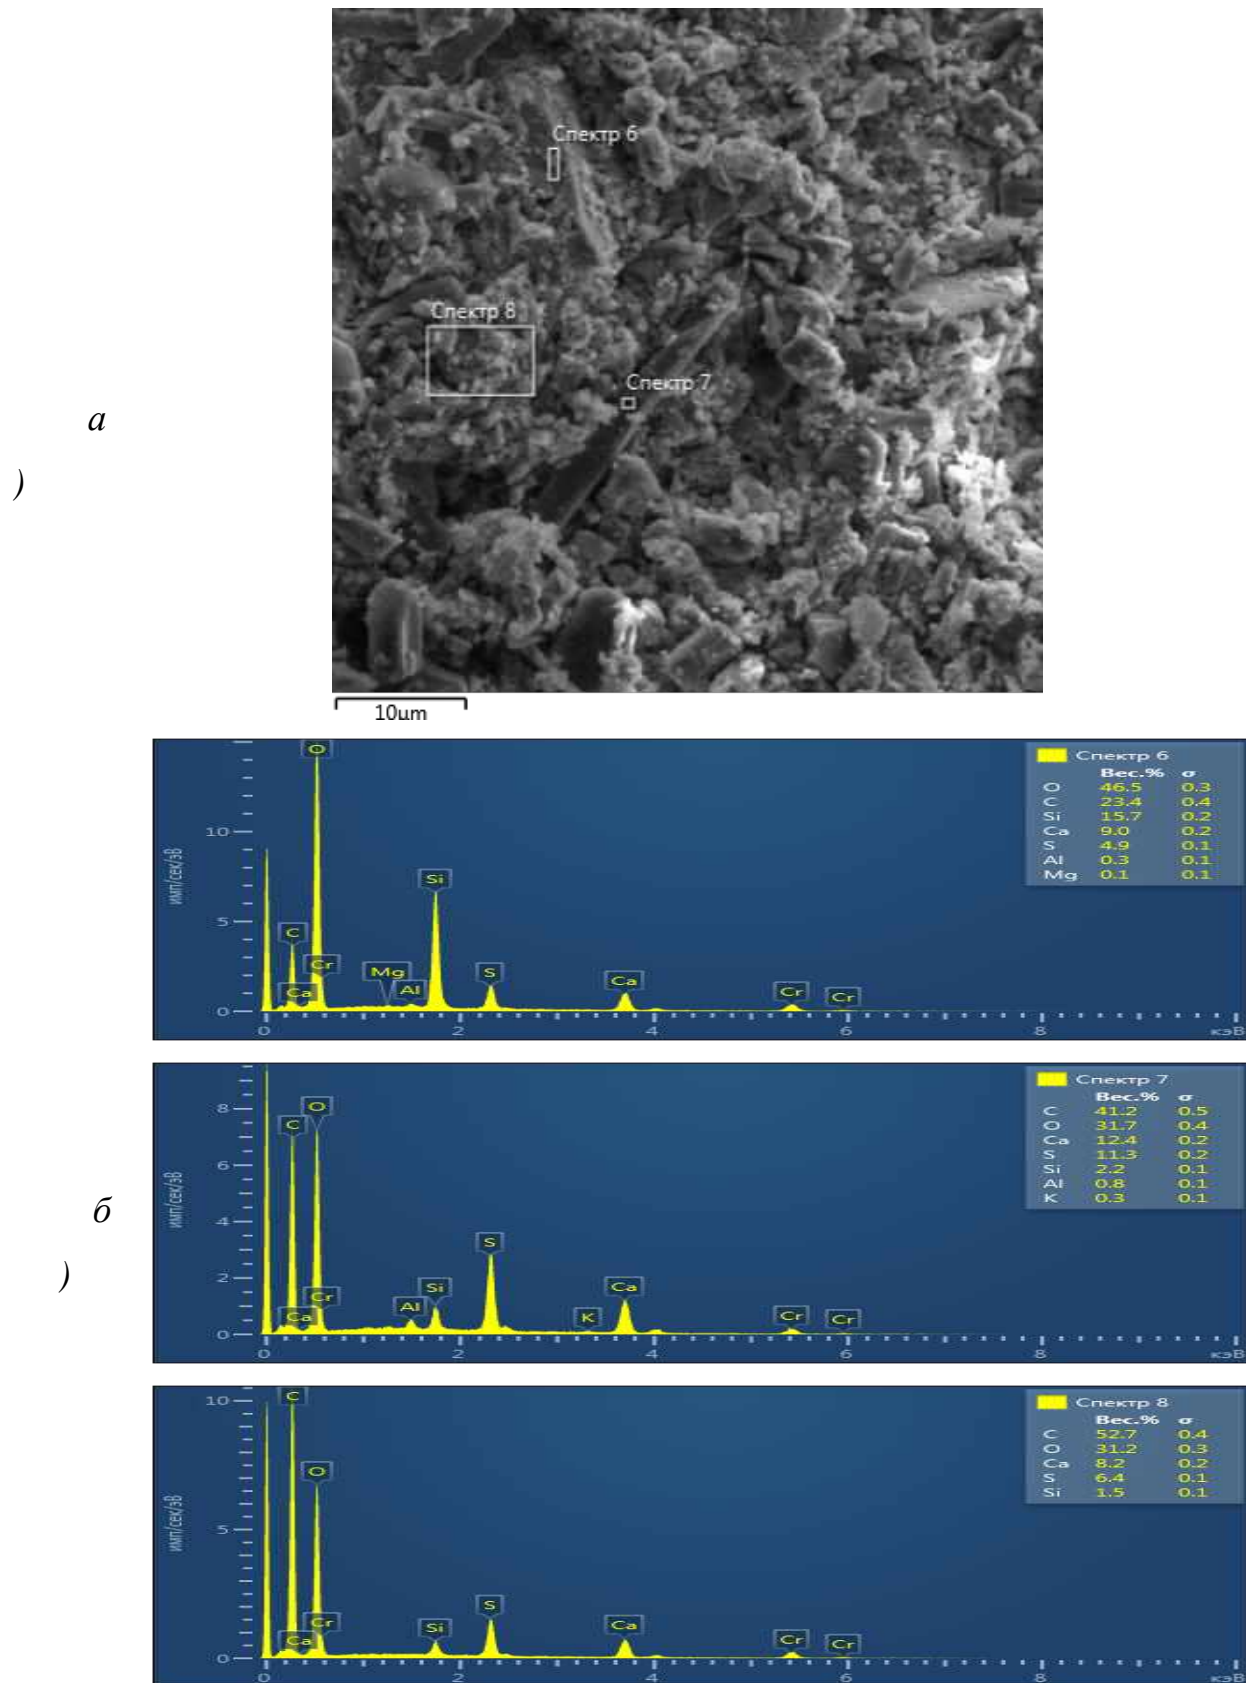 Спектр 6
Спектр 8
Спектр 7
а
)
10µm
Спектр 6
Вес.% σ
O 46.5 0.3
C 23.4 0.4
Si 15.7 0.2
Ca 9.0 0.2
S 4.9 0.1
Al 0.3 0.1
Mg 0.1 0.1
имп/сек/эВ
10
5
0
O
C
Ca
Cr
Mg
Al
Si
S
Ca
Cr
Cr
0 2 4 6 8 кэВ
Спектр 7
Вес.% σ
C 41.2 0.5
O 31.7 0.4
Ca 12.4 0.2
S 11.3 0.2
Si 2.2 0.1
Al 0.8 0.1
K 0.3 0.1
имп/сек/эВ
8
6
4
2
0
C
O
Ca
Cr
Al
Si
S
K
Ca
Cr
Cr
0 2 4 6 8 кэВ
б
)
Спектр 8
Вес.% σ
C 52.7 0.4
O 31.2 0.3
Ca 8.2 0.2
S 6.4 0.1
Si 1.5 0.1
имп/сек/эВ
10
5
0
C
O
Ca
Cr
Si
S
Ca
Cr
Cr
0 2 4 6 8 кэВ